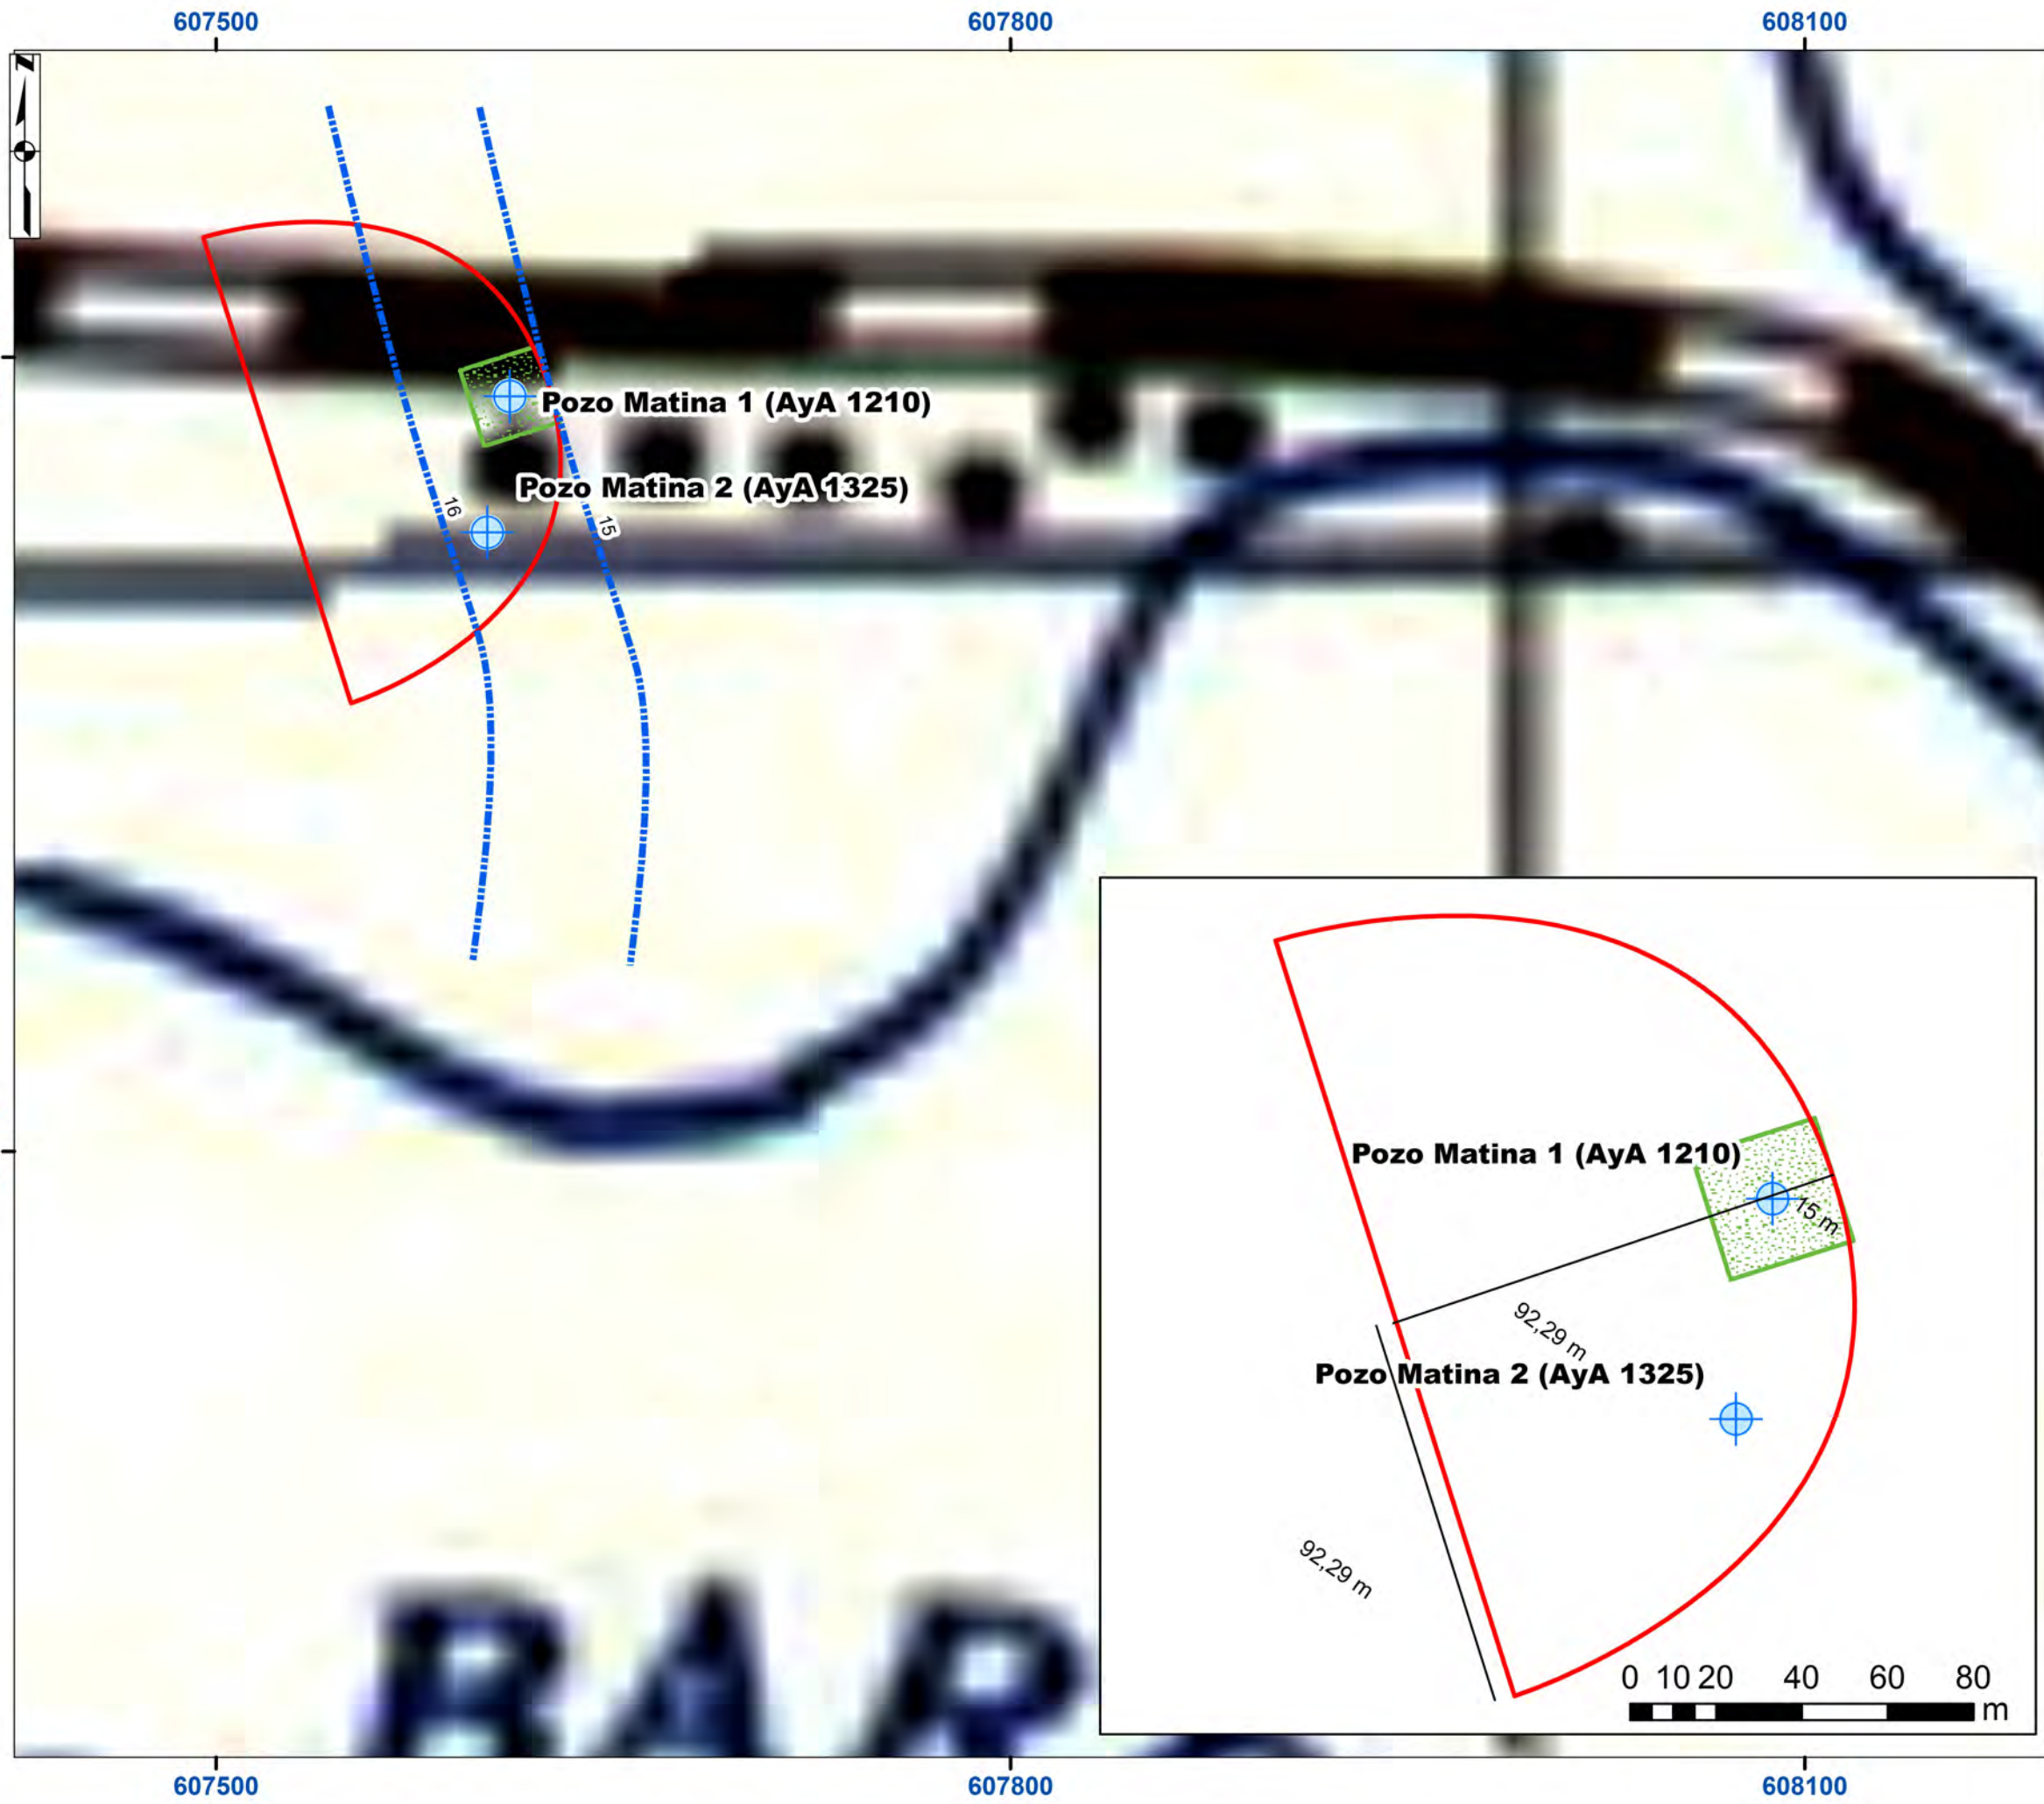 607500 607800 608100
N
Pozo Matina 1 (AyA 1210)
Pozo Matina 2 (AyA 1325)
16
15
Pozo Matina 1 (AyA 1210)
15 m
92,29 m
Pozo Matina 2 (AyA 1325)
92,29 m
0 10 20 40 60 80
m
BAR
607500 607800 608100